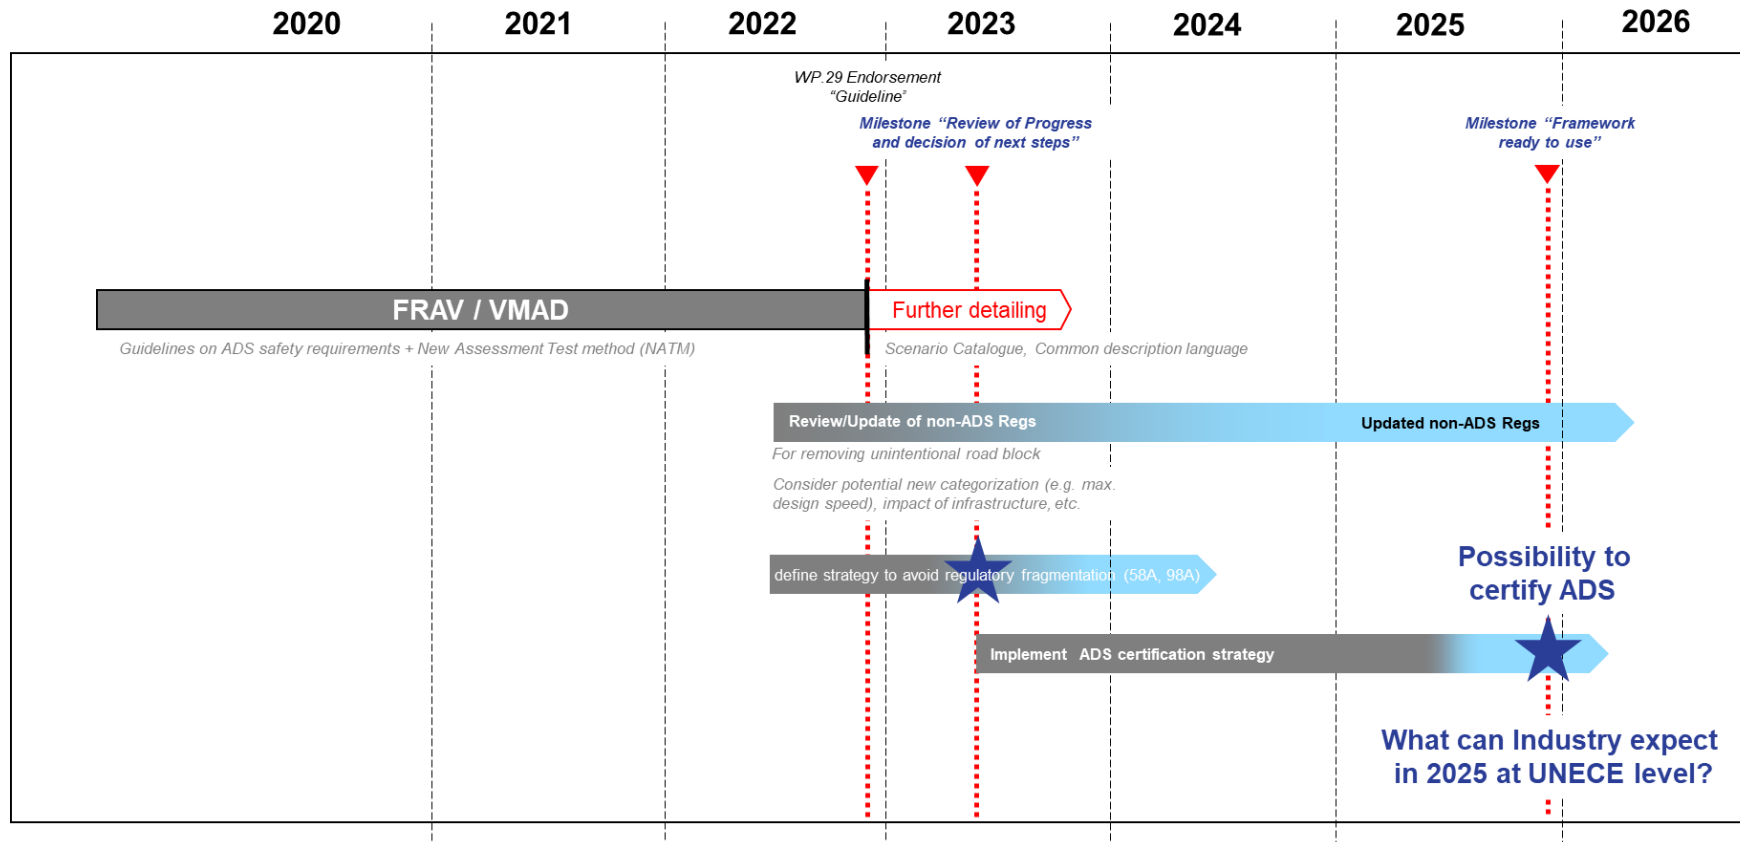 2020 2021 2022 2023 2024 2025 2026
WP.29 Endorsement
“Guideline”
Milestone “Review of Progress
and decision of next steps”
Milestone “Framework
ready to use”
FRAV / VMAD
Further detailing
Guidelines on ADS safety requirements + New Assessment Test method (NATM)
Scenario Catalogue, Common description language
Review/Update of non-ADS Regs
Updated non-ADS Regs
For removing unintentional road block
Consider potential new categorization (e.g. max.
design speed), impact of infrastructure, etc.
define strategy to avoid regulatory fragmentation (58A, 98A)
Possibility to
certify ADS
Implement ADS certification strategy
What can Industry expect
in 2025 at UNECE level?